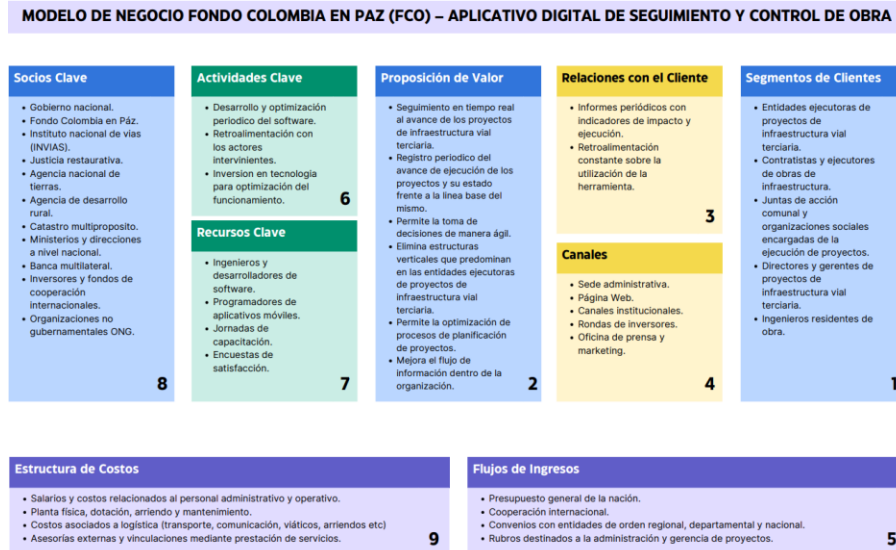 MODELO DE NEGOCIO FONDO COLOMBIA EN PAZ (FCO) – APLICATIVO DIGITAL DE SEGUIMIENTO Y CONTROL DE OBRA
Socios Clave
• Gobierno nacional.
• Fondo Colombia en Páz.
• Instituto nacional de vias
(INVIAS).
• Justicia restaurativa.
• Agencia nacional de
tierras.
• Agencia de desarrollo
rural.
• Catastro multiproposito.
• Ministerios y direcciones
a nivel nacional.
• Banca multilateral.
• Inversores y fondos de
cooperación
internacionales.
• Organizaciones no
gubernamentales ONG.
8
Actividades Clave
• Desarrollo y optimización
periodico del software.
• Retroalimentación con
los actores
intervinientes.
• Inversion en tecnología
para optimización del
funcionamiento.
6
Recursos Clave
• Ingenieros y
desarrolladores de
software.
• Programadores de
aplicativos móviles.
• Jornadas de
capacitación.
• Encuestas de
satisfacción.
7
Proposición de Valor
• Seguimiento en tiempo real
al avance de los proyectos
de infraestructura vial
terciaria.
• Registro periodico del
avance de ejecución de los
proyectos y su estado
frente a la linea base del
mismo.
• Permite la toma de
decisiones de manera ágil.
• Elimina estructuras
verticales que predominan
en las entidades ejecutoras
de proyectos de
infraestructura vial
terciaria.
• Permite la optimización de
procesos de planificación
de proyectos.
• Mejora el flujo de
información dentro de la
organización.
2
Relaciones con el Cliente
• Informes periódicos con
indicadores de impacto y
ejecución.
• Retroalimentación
constante sobre la
utilización de la
herramienta.
3
Canales
• Sede administrativa.
• Página Web.
• Canales institucionales.
• Rondas de inversores.
• Oficina de prensa y
marketing.
4
Segmentos de Clientes
• Entidades ejecutoras de
proyectos de
infraestructura vial
terciaria.
• Contratistas y ejecutores
de obras de
infraestructura.
• Juntas de acción
comunal y
organizaciones sociales
encargadas de la
ejecución de proyectos.
• Directores y gerentes de
proyectos de
infraestructura vial
terciaria.
• Ingenieros residentes de
obra.
1
Estructura de Costos
• Salarios y costos relacionados al personal administrativo y operativo.
• Planta física, dotación, arriendo y mantenimiento.
• Costos asociados a logística (transporte, comunicación, viáticos, arriendos etc)
• Asesorías externas y vinculaciones mediante prestación de servicios.
9
Flujos de Ingresos
• Presupuesto general de la nación.
• Cooperación internacional.
• Convenios con entidades de orden regional, departamental y nacional.
• Rubros destinados a la administración y gerencia de proyectos.
5